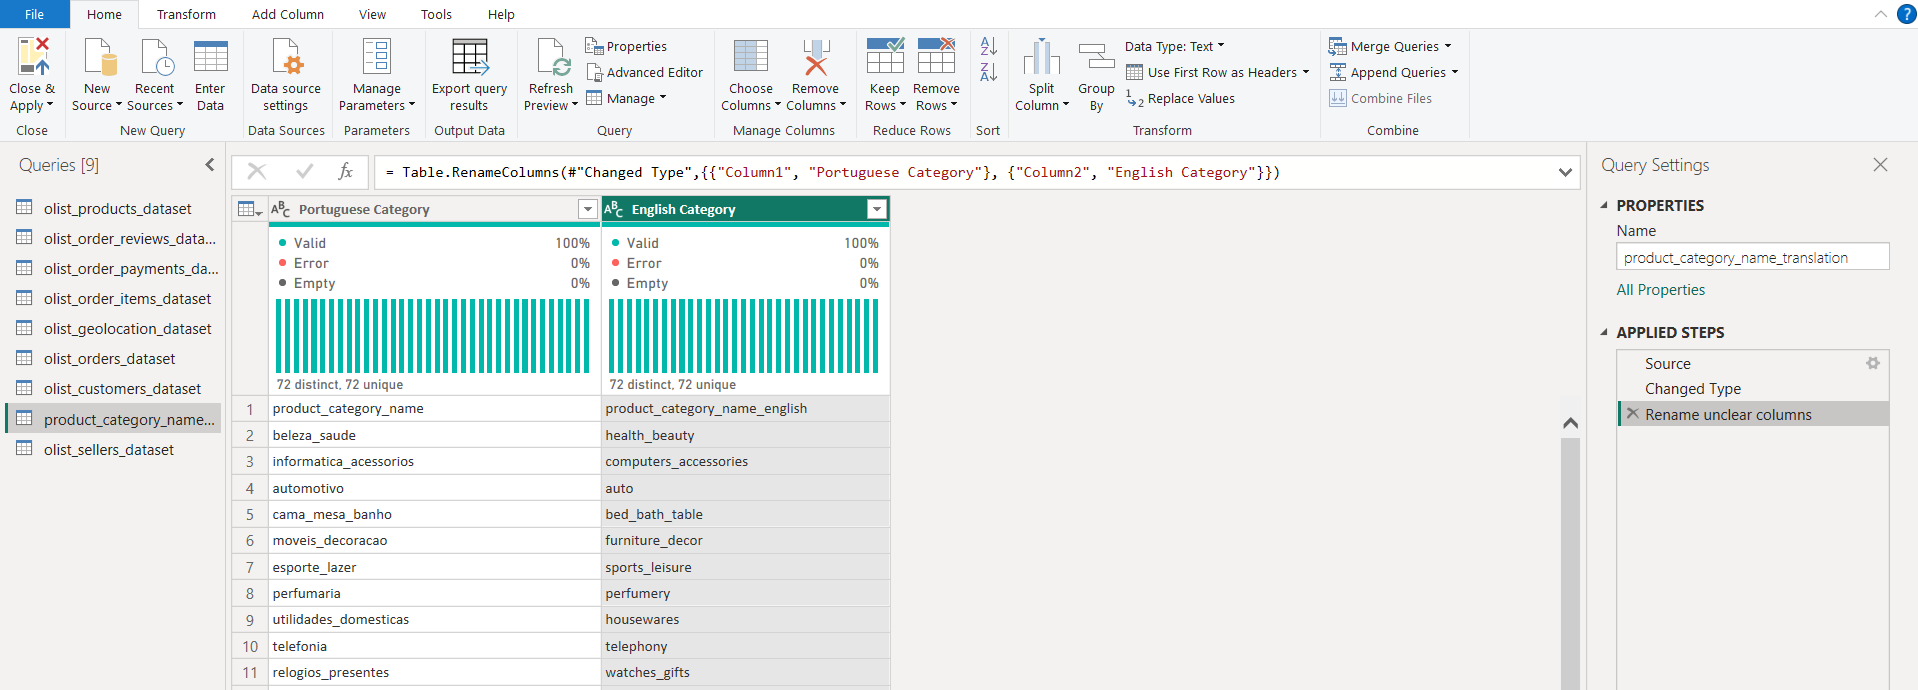 File Home Transform Add Column View Tools Help ?
Close & Apply
New Source
Recent Sources
Enter Data
Data source settings
Manage Parameters
Export query results
Refresh Preview
Properties
Advanced Editor
Manage
Choose Columns
Remove Columns
Keep Rows
Remove Rows
A Z
Z A
Split Column
Group By
Data Type: Text
Use First Row as Headers
1 2 Replace Values
Merge Queries
Append Queries
Combine Files
Close New Query Data Sources Parameters Output Data Query Manage Columns Reduce Rows Sort Transform Combine
Queries [9]
olist_products_dataset
olist_order_reviews_data...
olist_order_payments_da...
olist_order_items_dataset
olist_geolocation_dataset
olist_orders_dataset
olist_customers_dataset
product_category_name...
olist_sellers_dataset
fx = Table.RenameColumns(#"Changed Type",{{"Column1", "Portuguese Category"}, {"Column2", "English Category"}})
ABC Portuguese Category ABC English Category
Valid 100% Valid 100%
Error 0% Error 0%
Empty 0% Empty 0%
72 distinct, 72 unique 72 distinct, 72 unique
1 product_category_name product_category_name_english
2 beleza_saude health_beauty
3 informatica_acessorios computers_accessories
4 automotivo auto
5 cama_mesa_banho bed_bath_table
6 moveis_decoracao furniture_decor
7 esporte_lazer sports_leisure
8 perfumaria perfumery
9 utilidades_domesticas housewares
10 telefonia telephony
11 relogios_presentes watches_gifts
Query Settings
PROPERTIES
Name
product_category_name_translation
All Properties
APPLIED STEPS
Source
Changed Type
Rename unclear columns